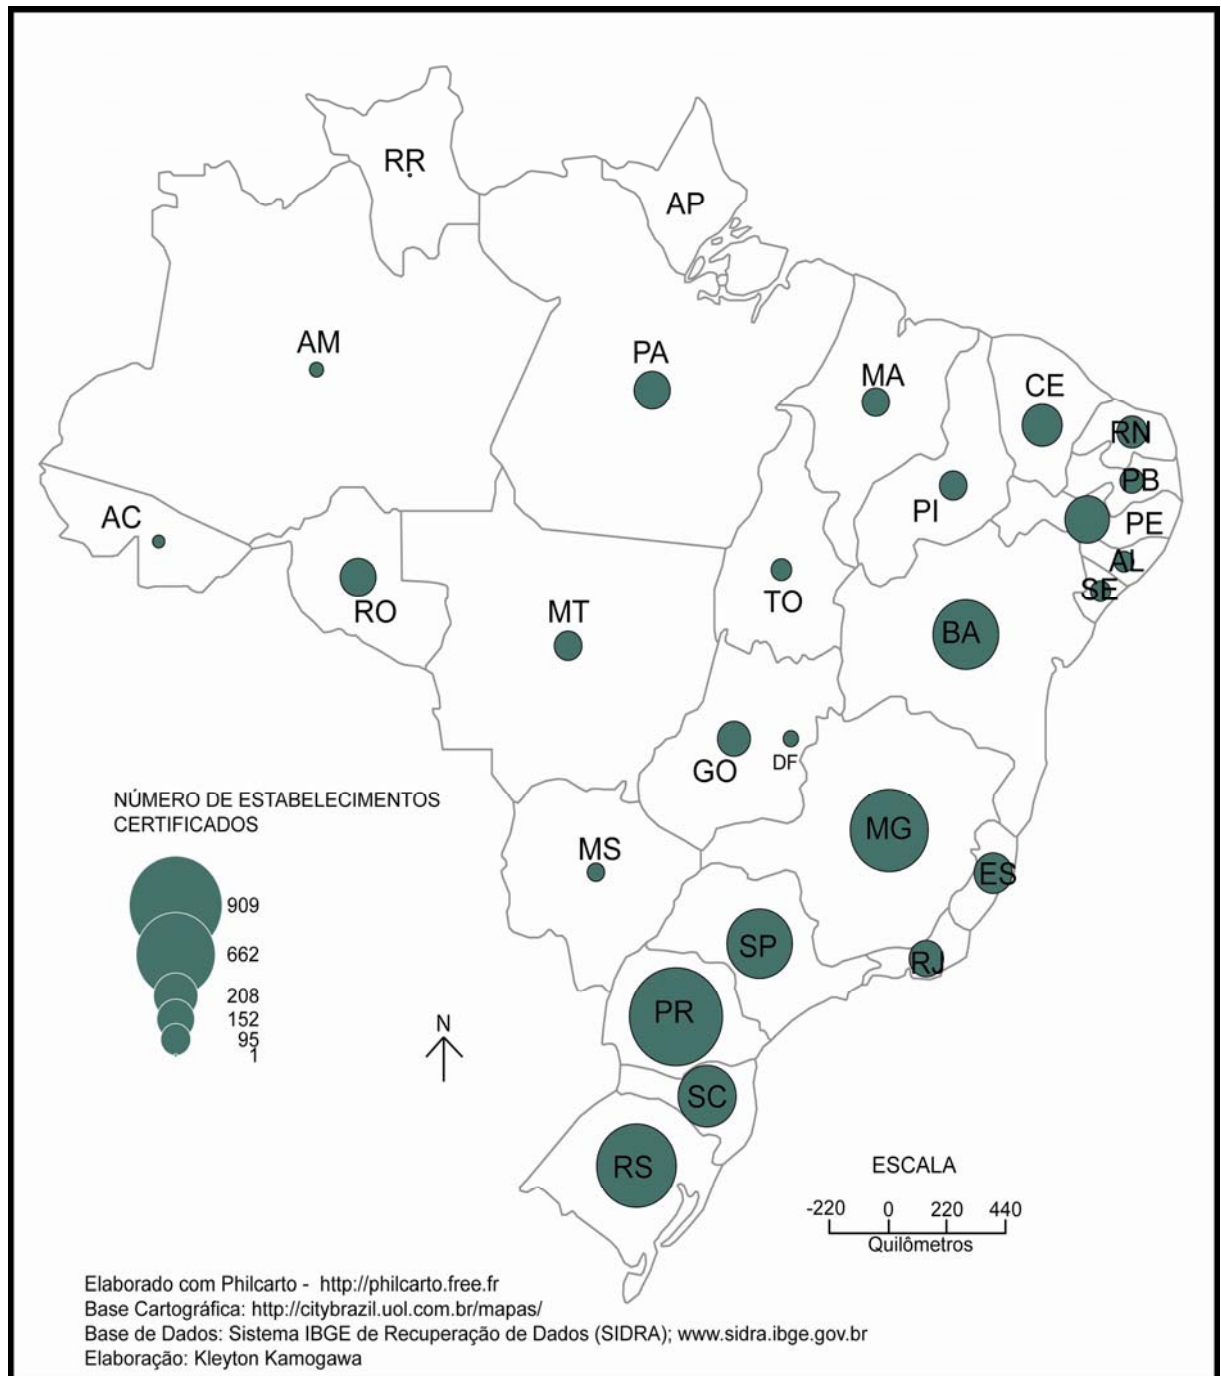 RR
AP
AM
PA
MA
CE
RN
PB
PI
PE
AC
AL
SE
RO
TO
MT
BA
GO
DF
NÚMERO DE ESTABELECIMENTOS
CERTIFICADOS
909
662
208
152
95
1
MG
MS
ES
SP
RJ
PR
N
SC
RS
ESCALA
-220 0 220 440
Quilômetros
Elaborado com Philcarto - http://philcarto.free.fr
Base Cartográfica: http://citybrazil.uol.com.br/mapas/
Base de Dados: Sistema IBGE de Recuperação de Dados (SIDRA); www.sidra.ibge.gov.br
Elaboração: Kleyton Kamogawa